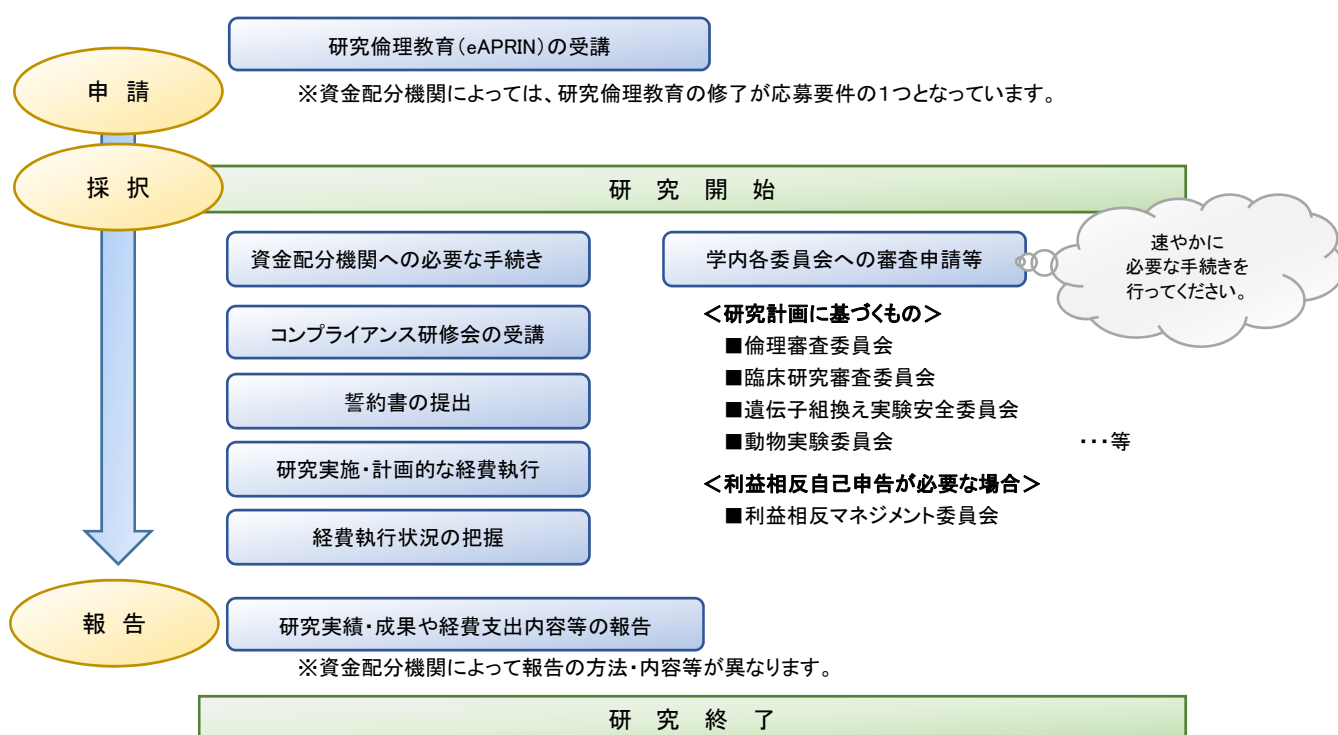 研究倫理教育(eAPRIN)の受講
申 請
※資金配分機関によっては、研究倫理教育の修了が応募要件の1つとなっています。
採 択
研 究 開 始
資金配分機関への必要な手続き
コンプライアンス研修会の受講
誓約書の提出
研究実施・計画的な経費執行
経費執行状況の把握
学内各委員会への審査申請等
速やかに
必要な手続きを
行ってください。
<研究計画に基づくもの>
■倫理審査委員会
■臨床研究審査委員会
■遺伝子組換え実験安全委員会
■動物実験委員会 ・・・等
<利益相反自己申告が必要な場合>
■利益相反マネジメント委員会
報 告
研究実績・成果や経費支出内容等の報告
※資金配分機関によって報告の方法・内容等が異なります。
研 究 終 了